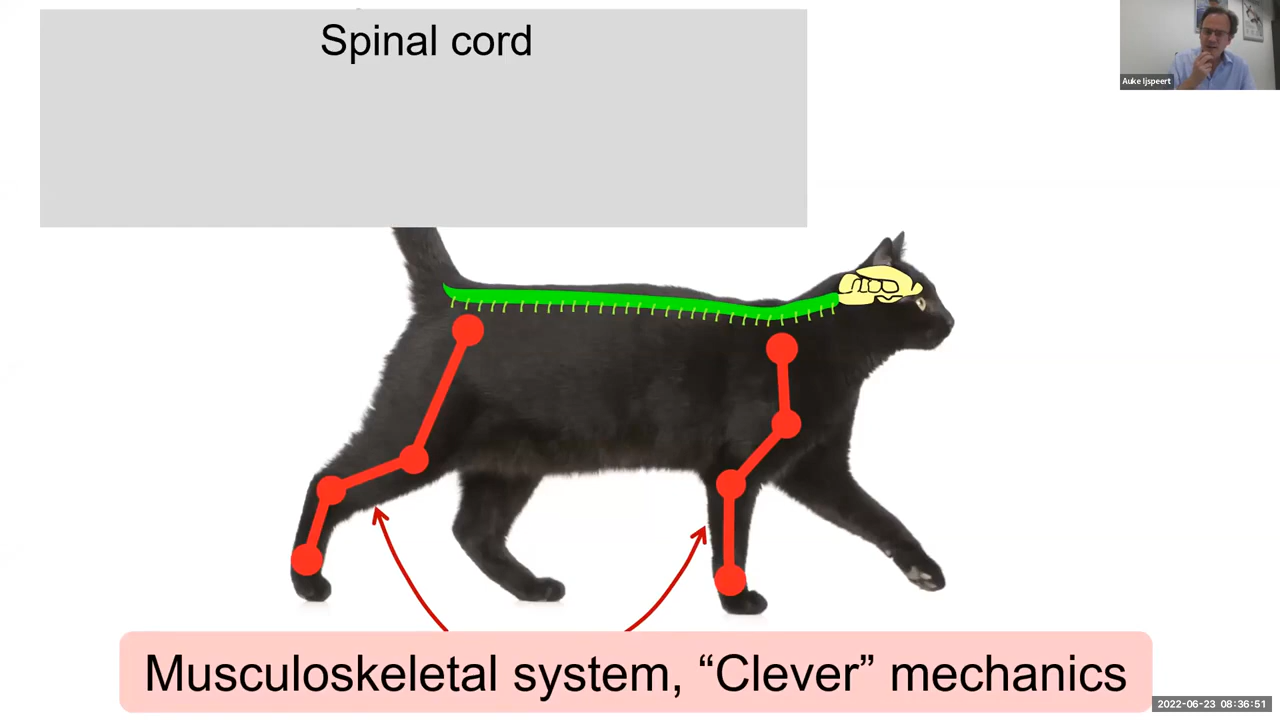 Spinal cord
Auke Ijspeert
Musculoskeletal system, “Clever” mechanics
2022-06-23 08:36:51